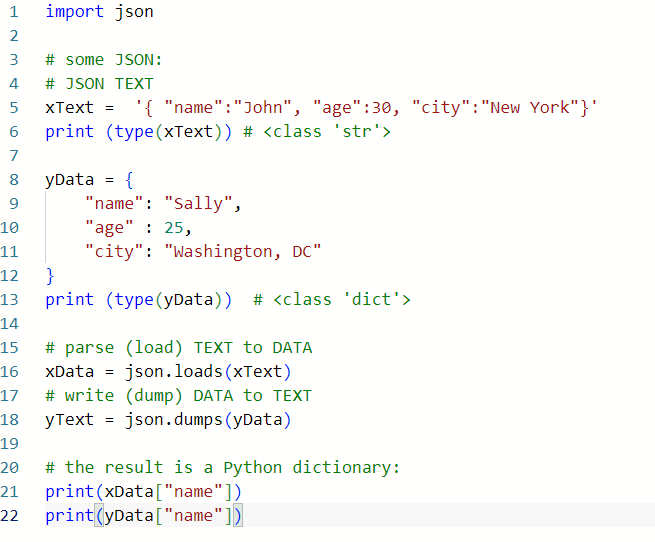 1 import json
2
3 # some JSON:
4 # JSON TEXT
5 xText =  '{ "name":"John", "age":30, "city":"New York"}'
6 print (type(xText)) # <class 'str'>
7
8 yData = {
9     "name": "Sally",
10     "age" : 25,
11     "city": "Washington, DC"
12 }
13 print (type(yData))  # <class 'dict'>
14
15 # parse (load) TEXT to DATA
16 xData = json.loads(xText)
17 # write (dump) DATA to TEXT
18 yText = json.dumps(yData)
19
20 # the result is a Python dictionary:
21 print(xData["name"])
22 print(yData["name"])